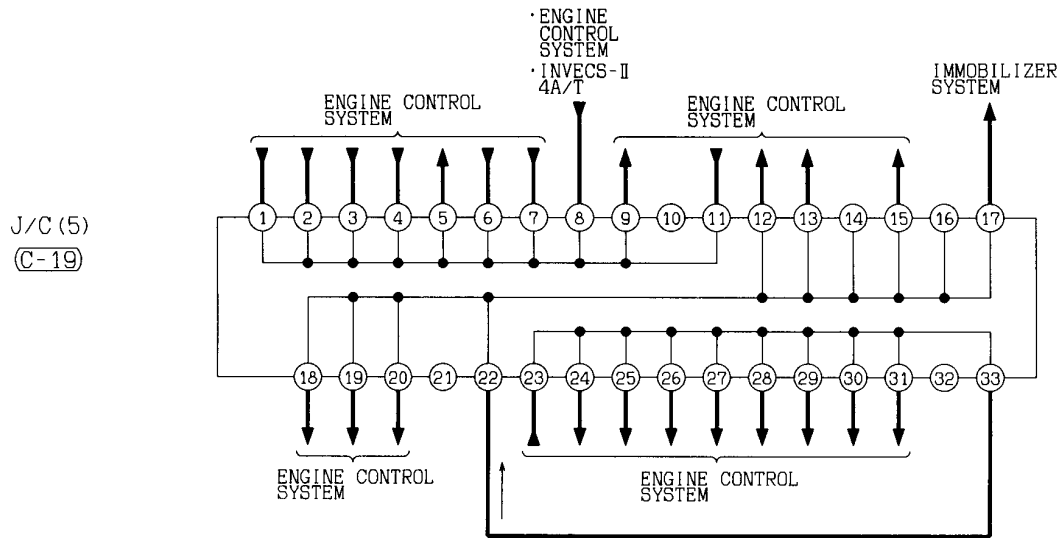 ·ENGINE
CONTROL
SYSTEM
·INVECS-II
4A/T
IMMOBILIZER
SYSTEM
ENGINE CONTROL
SYSTEM
ENGINE CONTROL
SYSTEM
1 2 3 4 5 6 7 8 9 10 11 12 13 14 15 16 17
J/C(5)
C-19
18 19 20 21 22 23 24 25 26 27 28 29 30 31 32 33
ENGINE CONTROL
SYSTEM
ENGINE CONTROL
SYSTEM